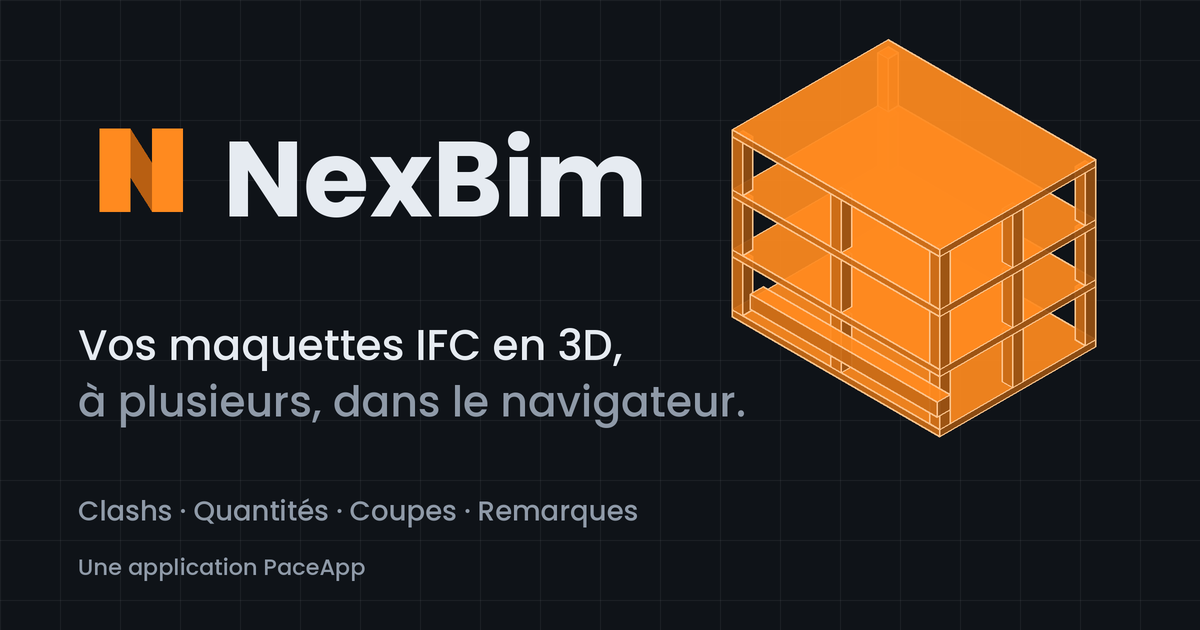 NexBim
Vos maquettes IFC en 3D,
à plusieurs, dans le navigateur.
Clashs · Quantités · Coupes · Remarques
Une application PaceApp